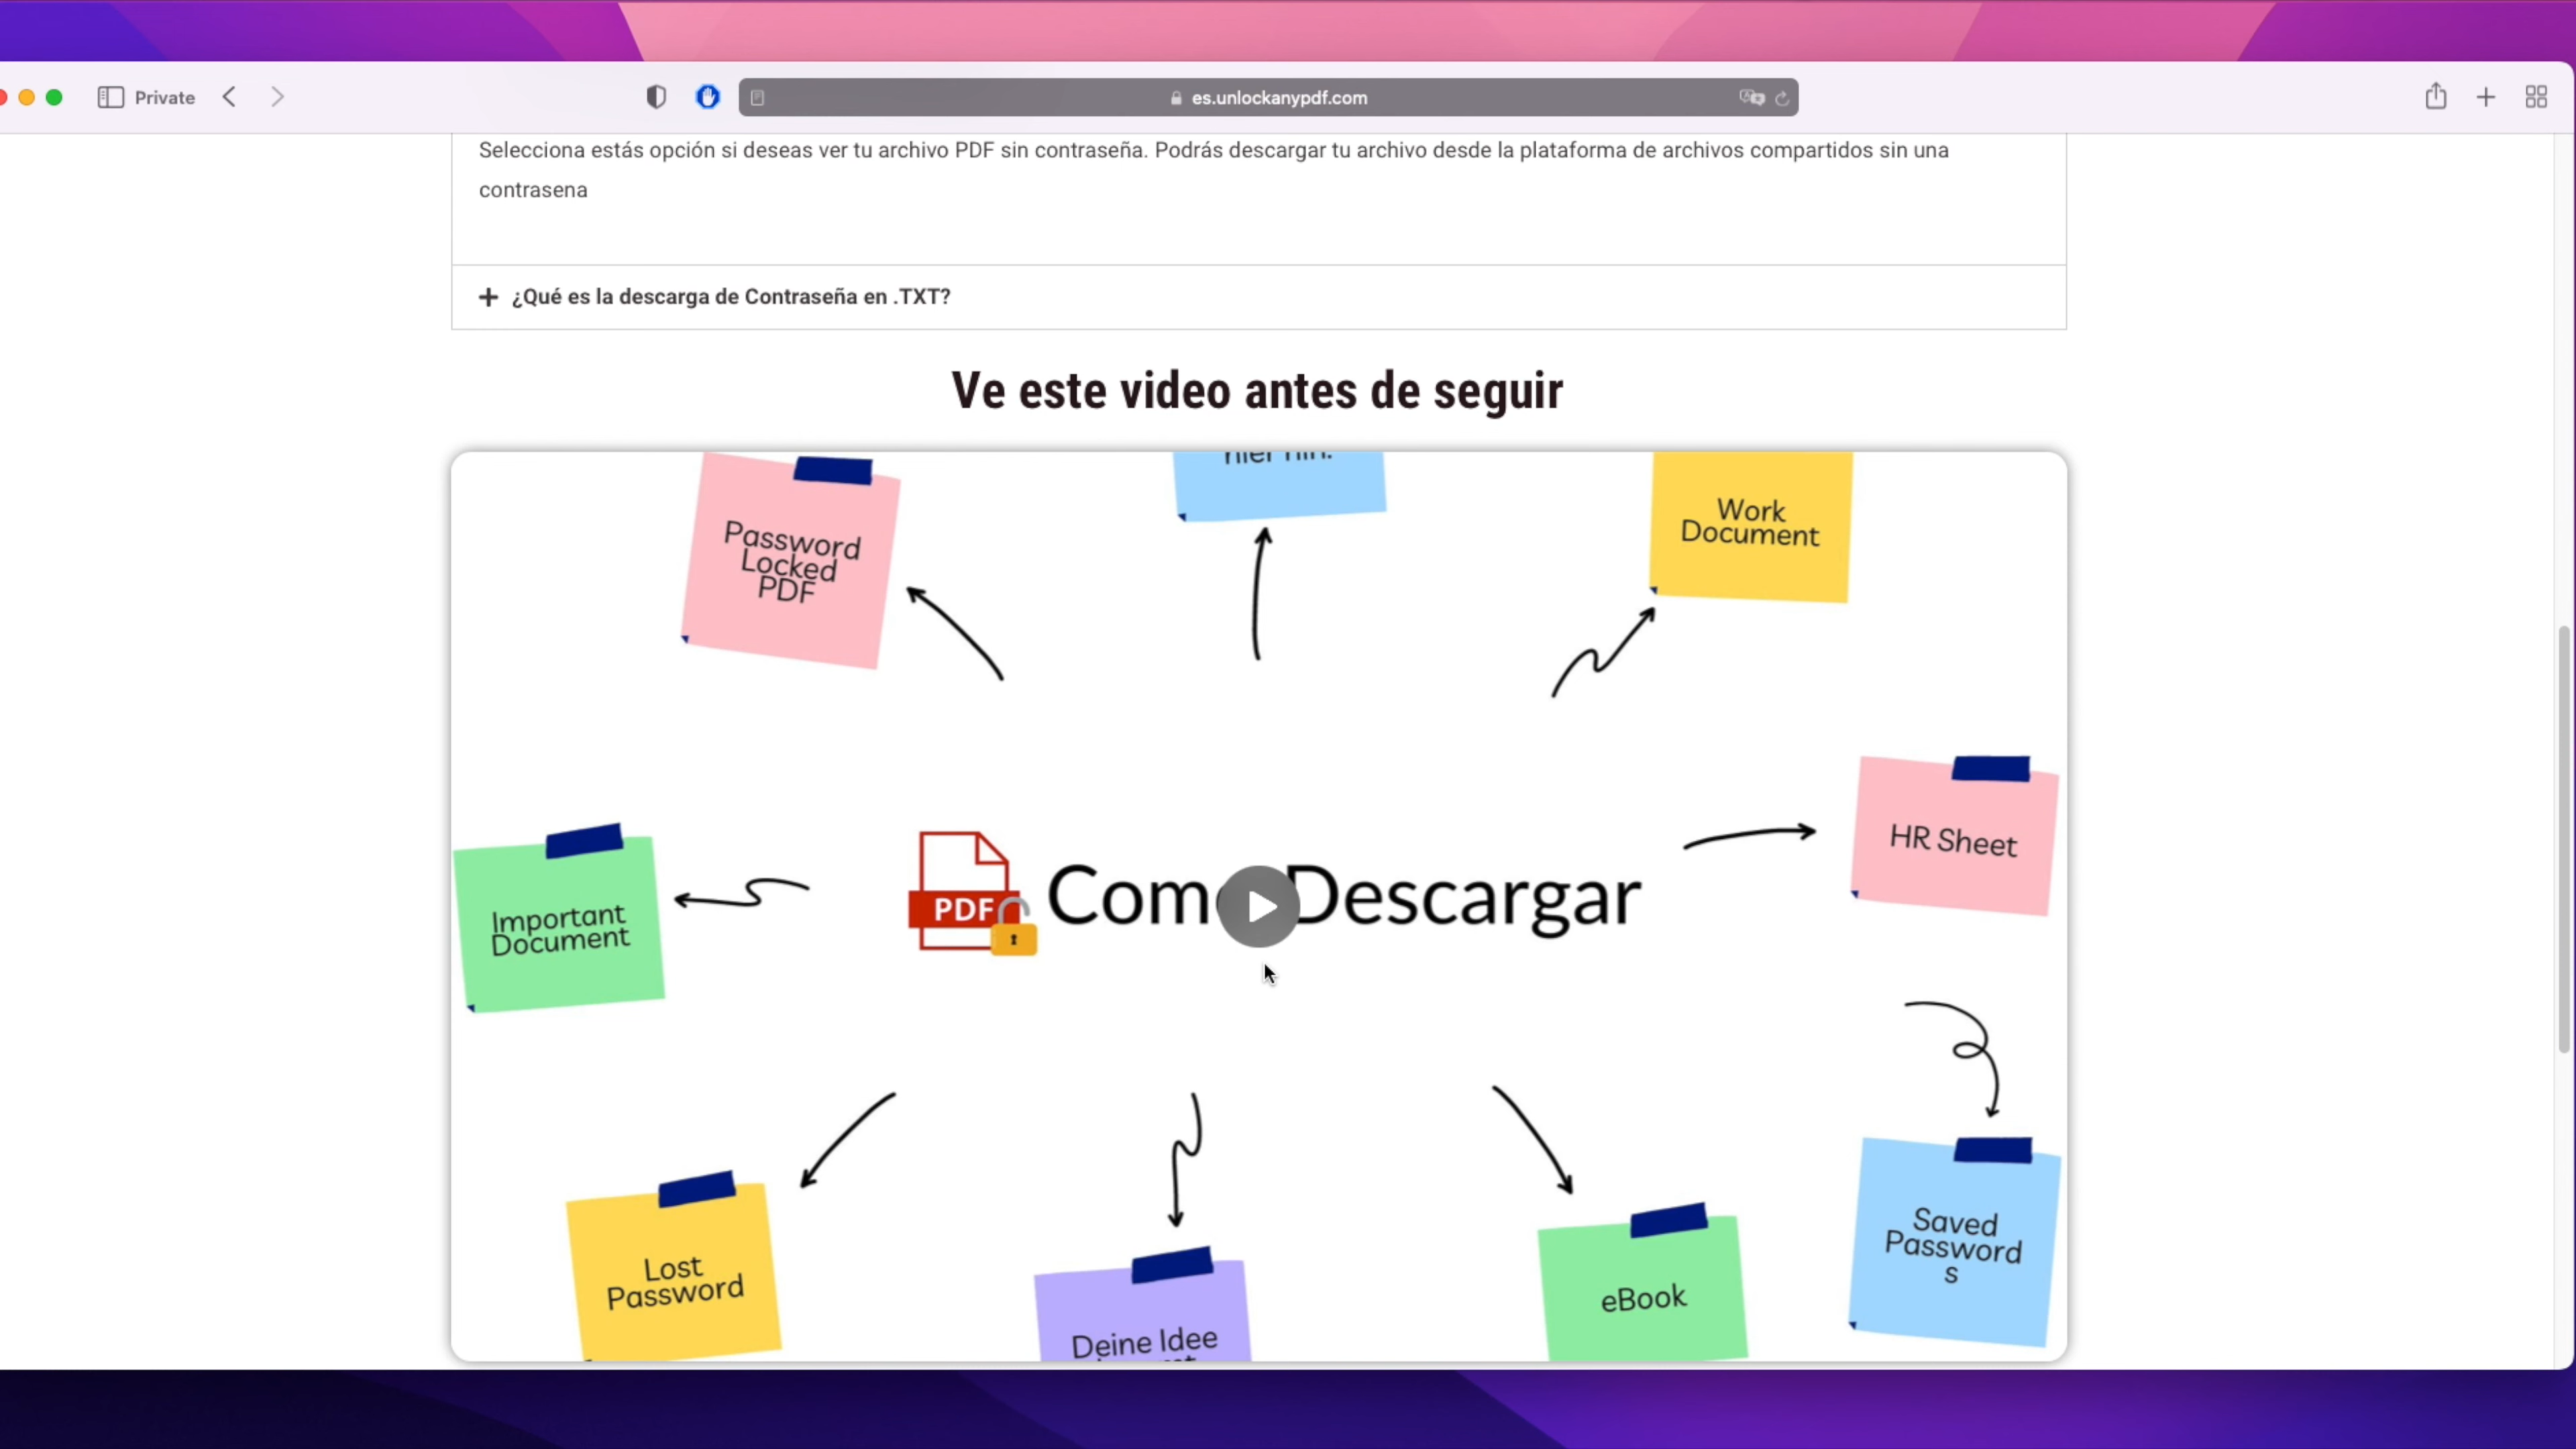 Private
es.unlockanypdf.com
Selecciona estás opción si deseas ver tu archivo PDF sin contraseña. Podrás descargar tu archivo desde la plataforma de archivos compartidos sin una
contrasena
+ ¿Qué es la descarga de Contraseña en .TXT?
Ve este video antes de seguir
Password
Locked
PDF
hier hin.
Work
Document
HR Sheet
Important
Document
PDF
Com Descargar
Lost
Password
Deine Idee
eBook
Saved
Password
s